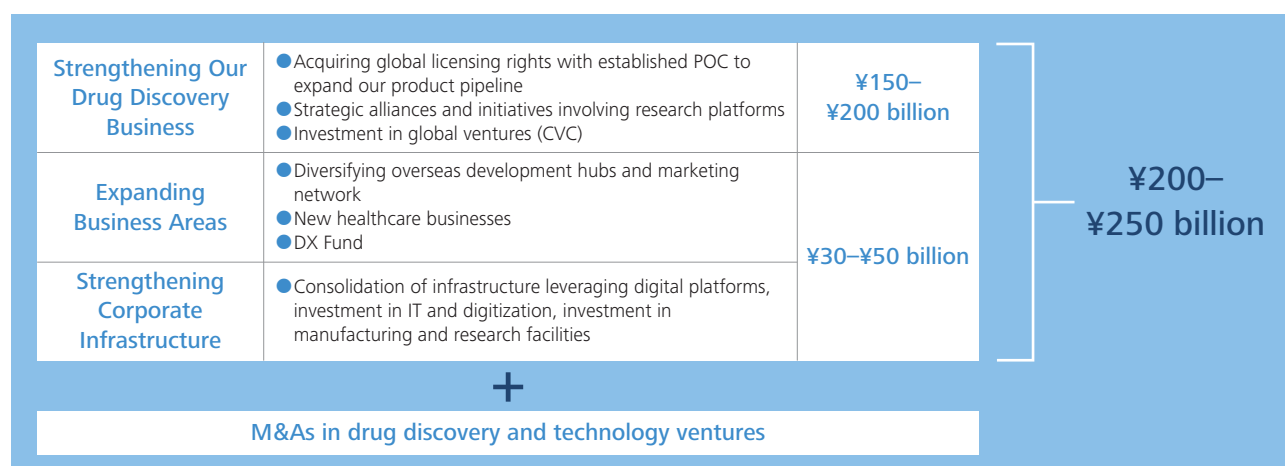 Strengthening Our
Drug Discovery
Business
●Acquiring global licensing rights with established POC to
expand our product pipeline
●Strategic alliances and initiatives involving research platforms
●Investment in global ventures (CVC)
¥150–
¥200 billion
Expanding
Business Areas
●Diversifying overseas development hubs and marketing
network
●New healthcare businesses
●DX Fund
¥30–¥50 billion
Strengthening
Corporate
Infrastructure
●Consolidation of infrastructure leveraging digital platforms,
investment in IT and digitization, investment in
manufacturing and research facilities
¥200–
¥250 billion
+
M&As in drug discovery and technology ventures